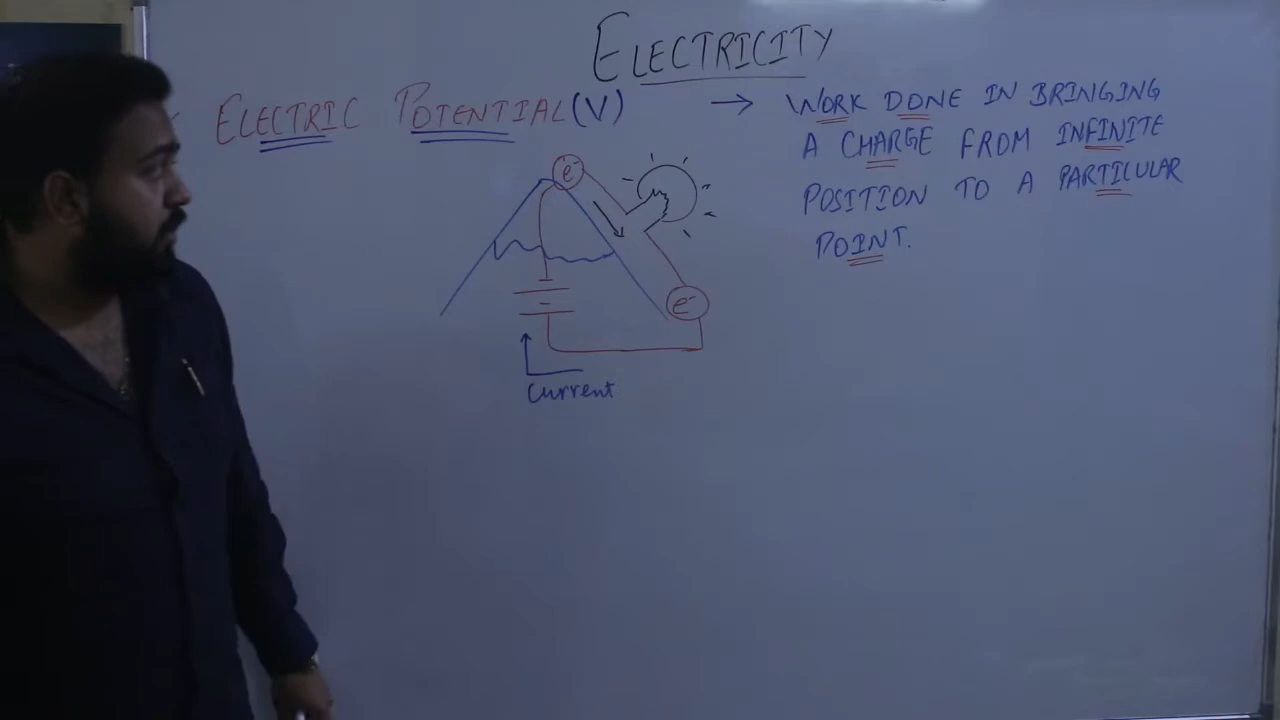 ELECTRICITY
ELECTRIC POTENTIAL (V) → WORK DONE IN BRINGING
A CHARGE FROM INFINITE
POSITION TO A PARTICULAR
POINT.
e⁻
e⁻
Current